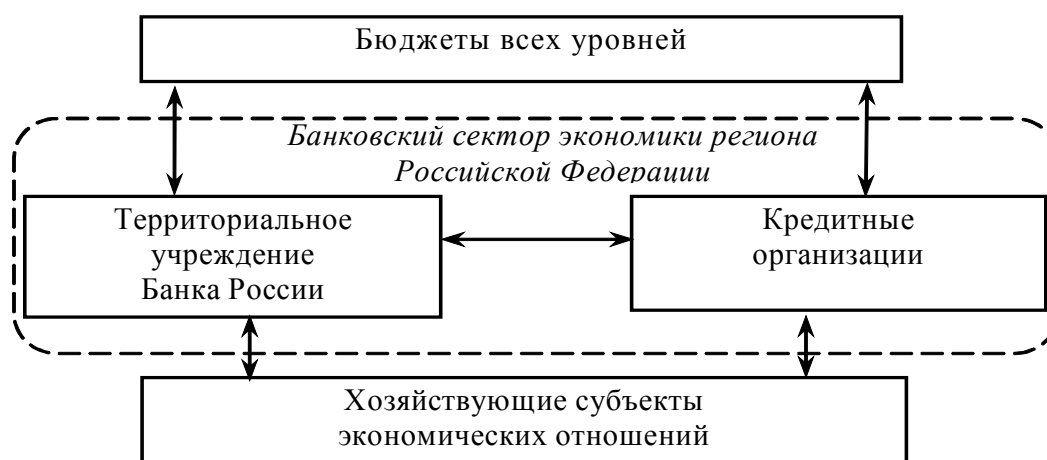 Бюджеты всех уровней
Банковский сектор экономики региона
Российской Федерации
Территориальное
учреждение
Банка России
Кредитные
организации
Хозяйствующие субъекты
экономических отношений